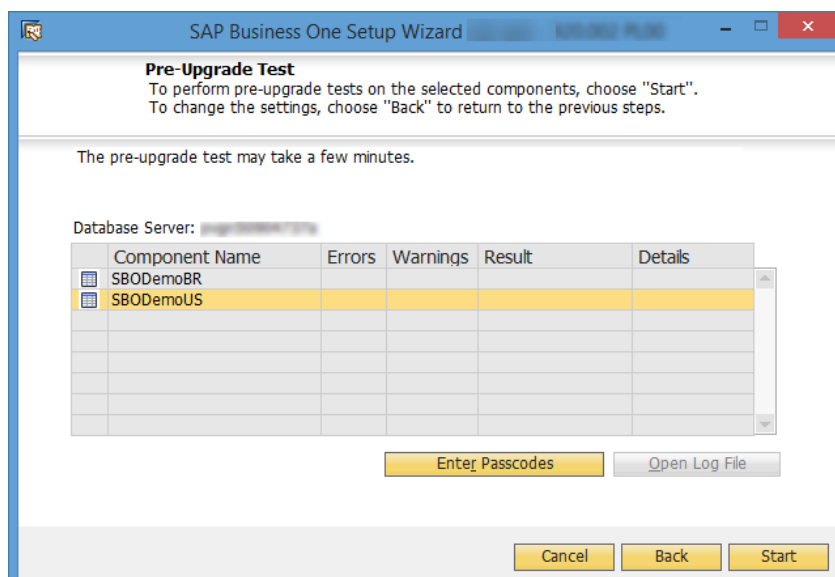 SAP Business One Setup Wizard
Pre-Upgrade Test
To perform pre-upgrade tests on the selected components, choose "Start".
To change the settings, choose "Back" to return to the previous steps.
The pre-upgrade test may take a few minutes.
Database Server:
Component Name Errors Warnings Result Details
SBODemoBR
SBODemoUS
Enter Passcodes Open Log File
Cancel Back Start